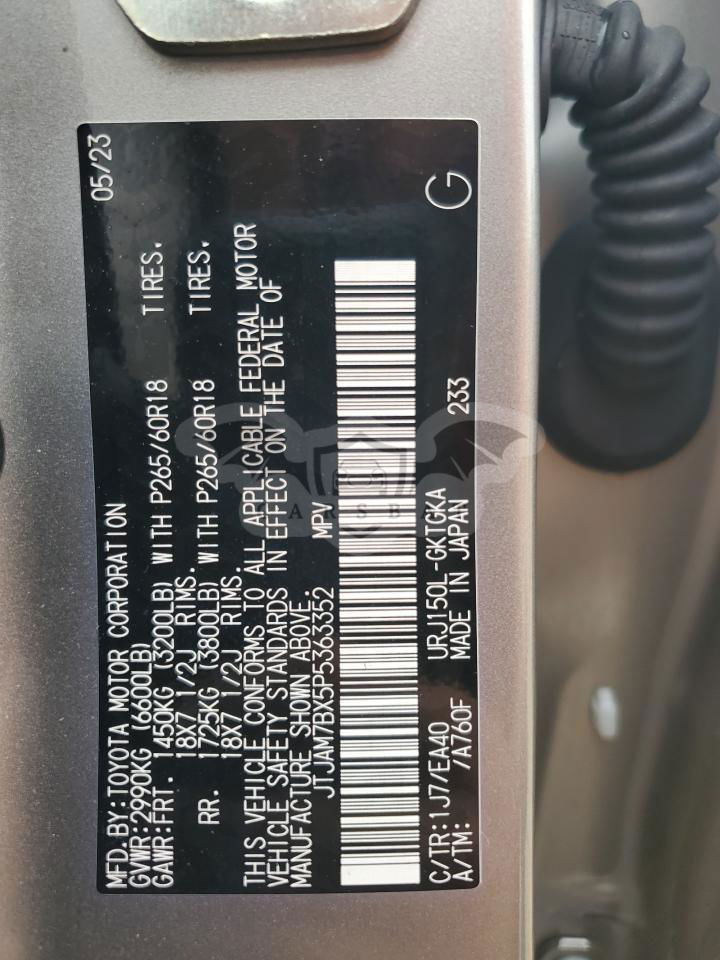 MFD.BY:TOYOTA MOTOR CORPORATION 05/23
GVWR:2990KG (6600LB)
GAWR:FRT. 1450KG (3200LB) WITH P265/60R18 TIRES.
18X7 1/2J RIMS.
RR. 1725KG (3800LB) WITH P265/60R18 TIRES.
18X7 1/2J RIMS.
THIS VEHICLE CONFORMS TO ALL APPLICABLE FEDERAL MOTOR
VEHICLE SAFETY STANDARDS IN EFFECT ON THE DATE OF
MANUFACTURE SHOWN ABOVE.
JTJAM7BX5P5363352 MPV
C/TR:1J7/EA40 URJ150L-GKTGKA 233 G
A/TM: /A760F MADE IN JAPAN